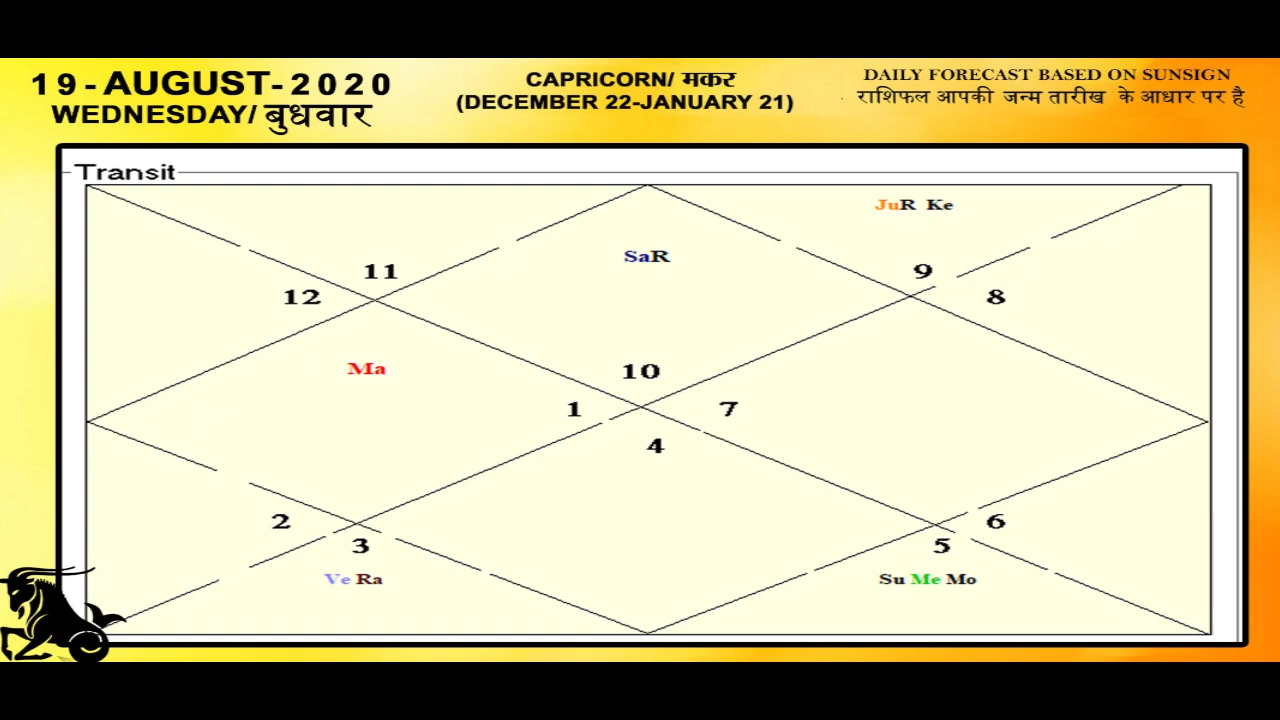 19-AUGUST-2020
WEDNESDAY/ बुधवार
CAPRICORN/ मकर
(DECEMBER 22-JANUARY 21)
DAILY FORECAST BASED ON SUNSIGN
राशिफल आपकी जन्म तारीख के आधार पर है
Transit
JuR Ke
SaR
11
9
12
8
Ma
10
1
7
4
2
6
3
5
Ve Ra
Su Me Mo